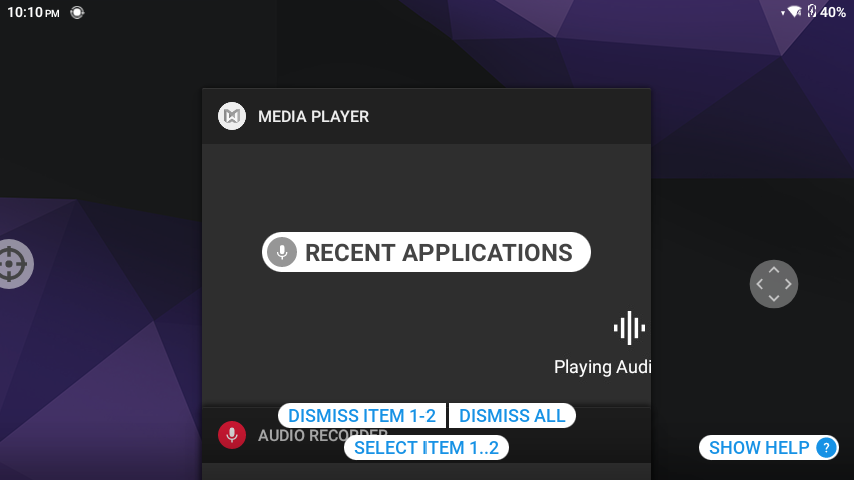 10:10 PM
40%
MEDIA PLAYER
RECENT APPLICATIONS
Playing Audi
DISMISS ITEM 1-2 DISMISS ALL
AUDIO RECORDER
SELECT ITEM 1..2
SHOW HELP ?